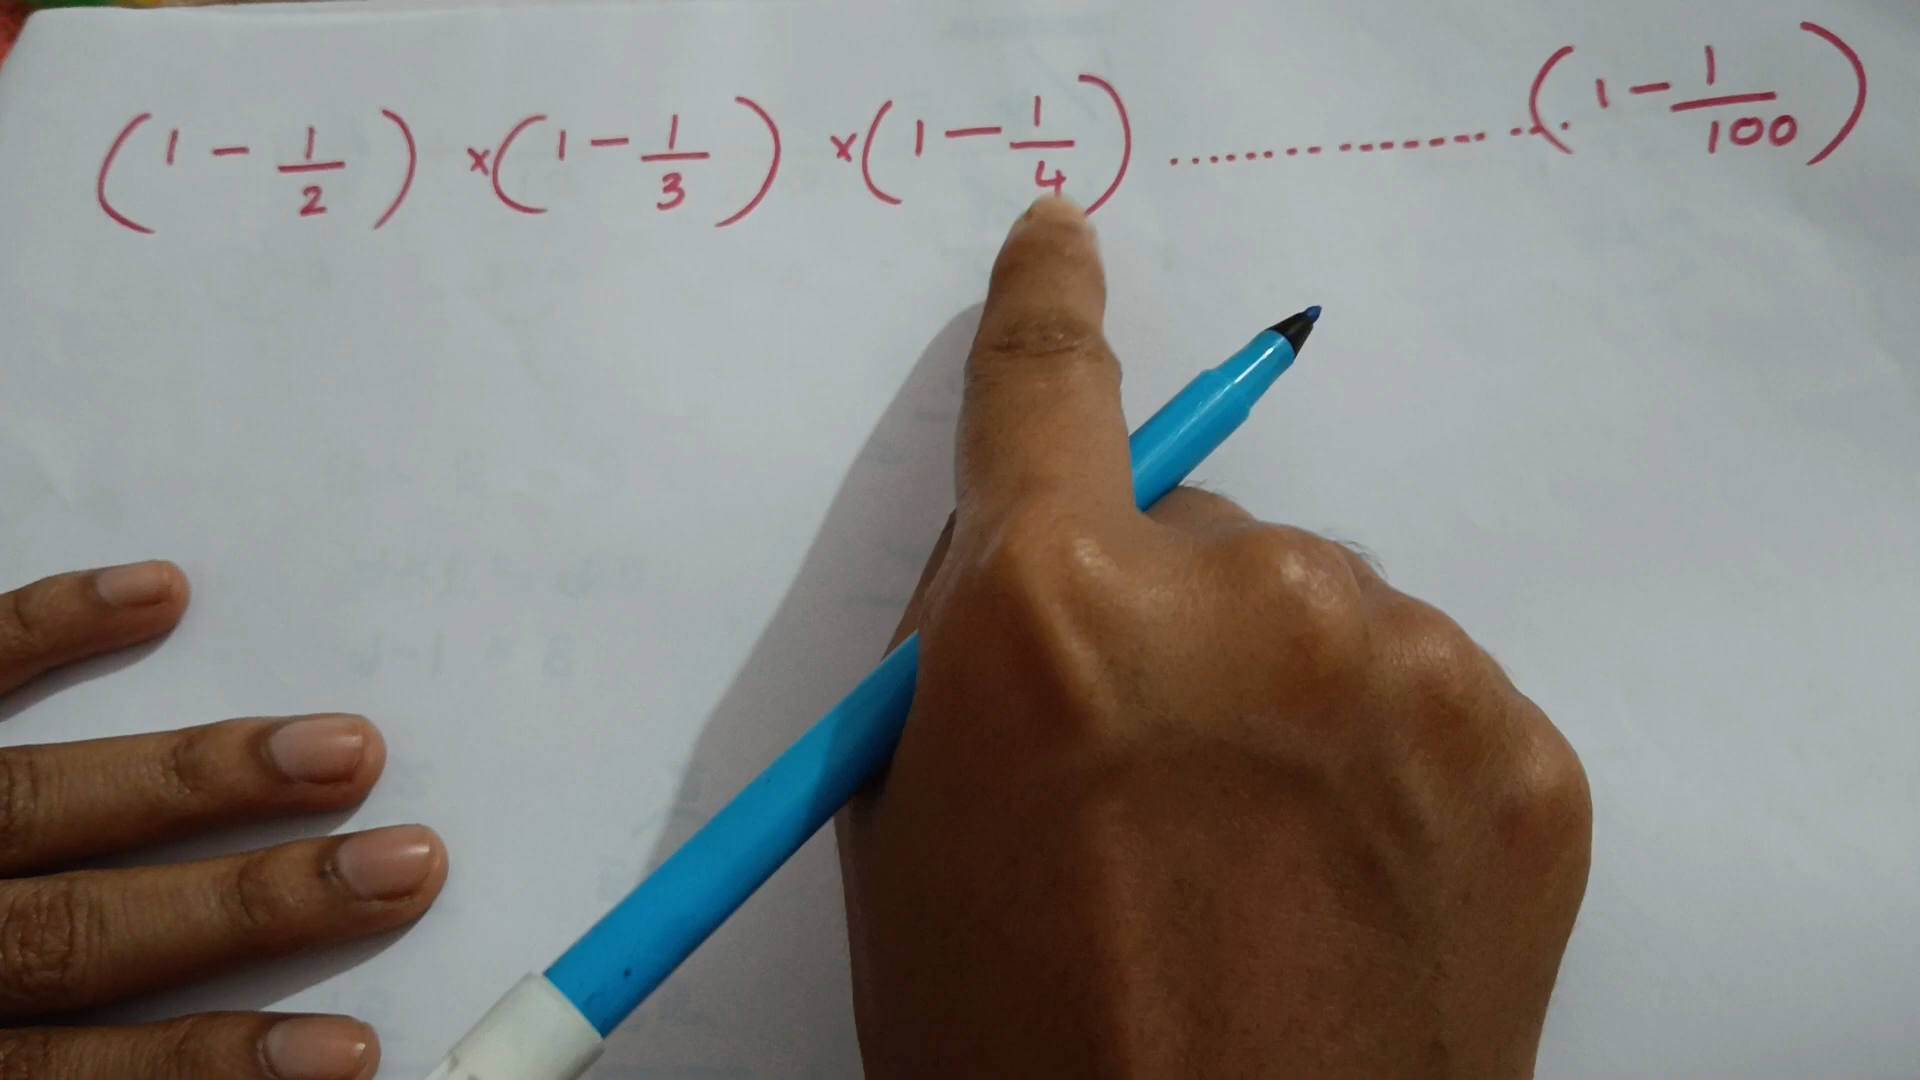 (1 - 1/2) × (1 - 1/3) × (1 - 1/4) ..................... (1 - 1/100)